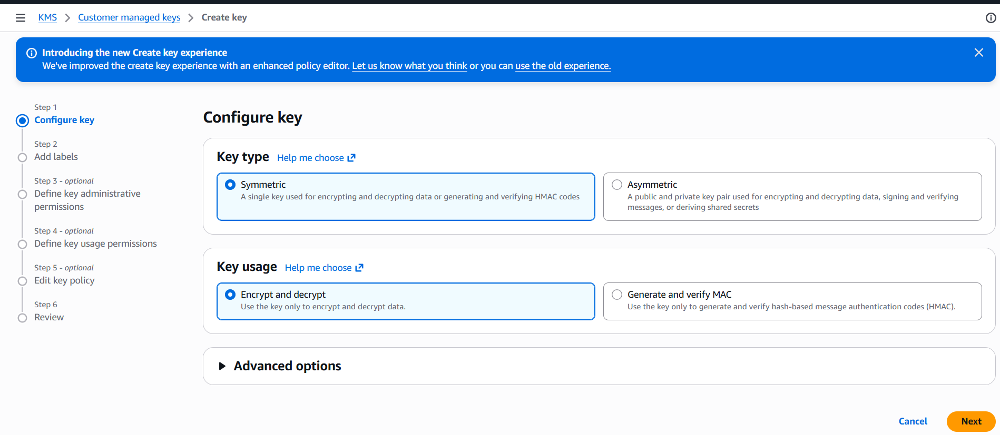 KMS > Customer managed keys > Create key
Introducing the new Create key experience
We've improved the create key experience with an enhanced policy editor. Let us know what you think or you can use the old experience.
Step 1
Configure key
Step 2
Add labels
Step 3 - optional
Define key administrative
permissions
Step 4 - optional
Define key usage permissions
Step 5 - optional
Edit key policy
Step 6
Review
Configure key
Key type Help me choose
Symmetric
A single key used for encrypting and decrypting data or generating and verifying HMAC codes
Asymmetric
A public and private key pair used for encrypting and decrypting data, signing and verifying
messages, or deriving shared secrets
Key usage Help me choose
Encrypt and decrypt
Use the key only to encrypt and decrypt data.
Generate and verify MAC
Use the key only to generate and verify hash-based message authentication codes (HMAC).
Advanced options
Cancel
Next